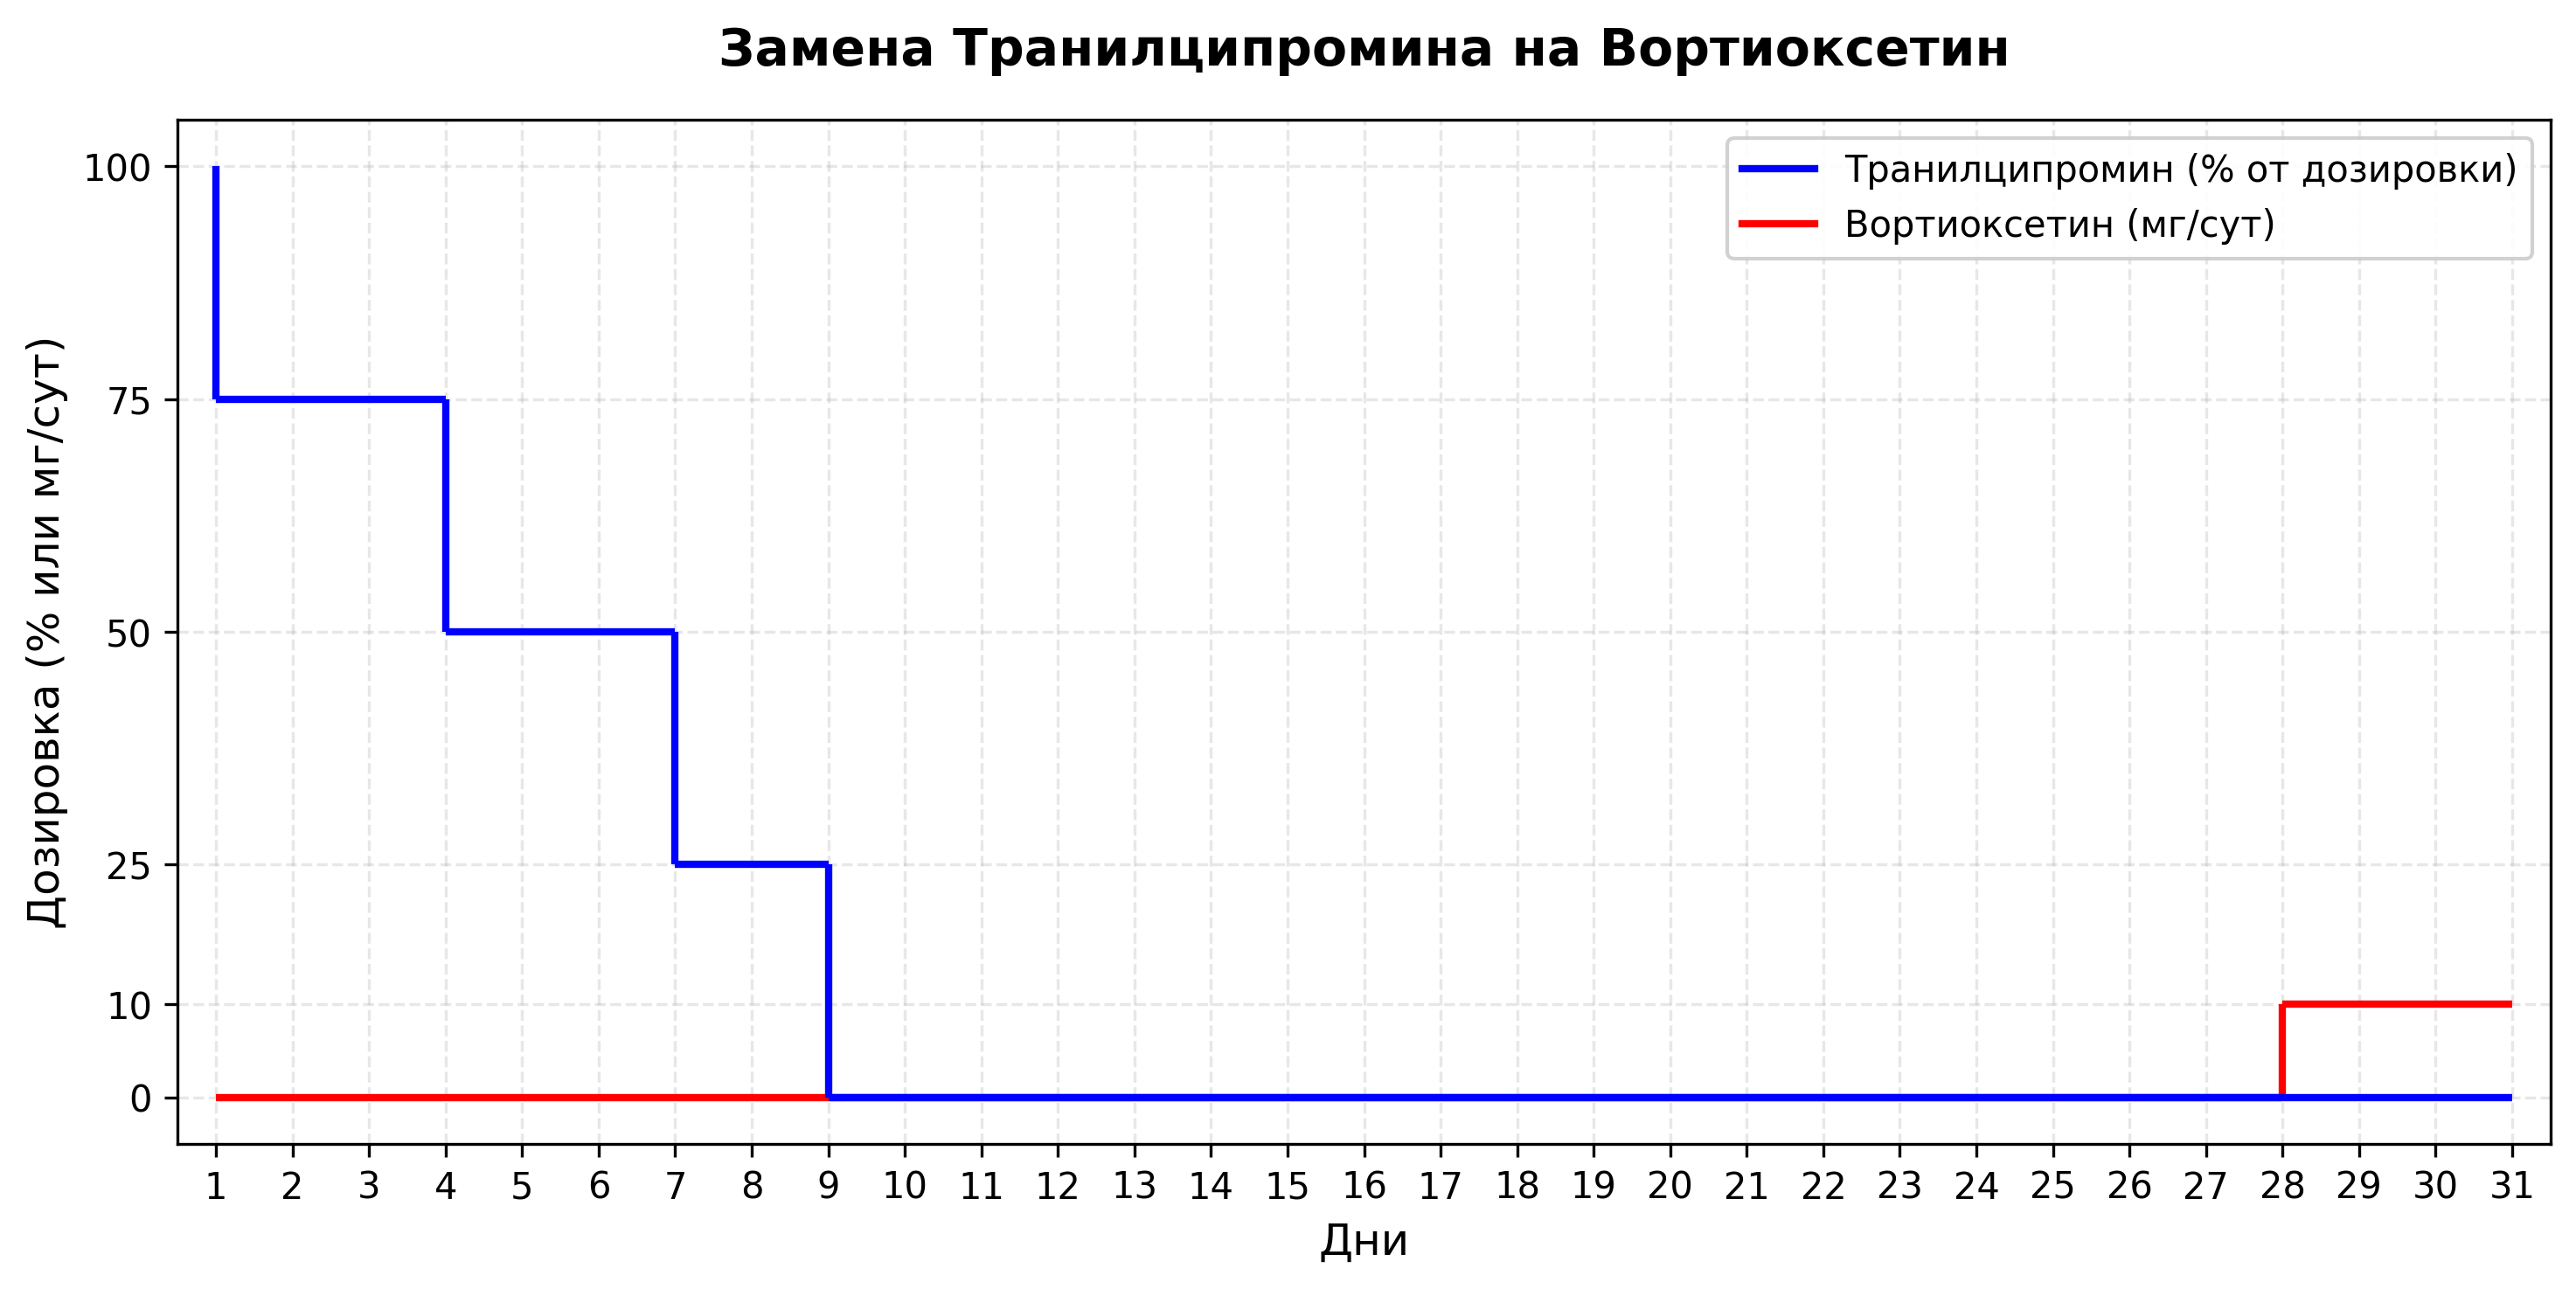 Замена Транилципромина на Вортиоксетин
Транилципромин (% от дозировки)
Вортиоксетин (мг/сут)
Дозировка (% или мг/сут)
100
75
50
25
10
0
1 2 3 4 5 6 7 8 9 10 11 12 13 14 15 16 17 18 19 20 21 22 23 24 25 26 27 28 29 30 31
Дни